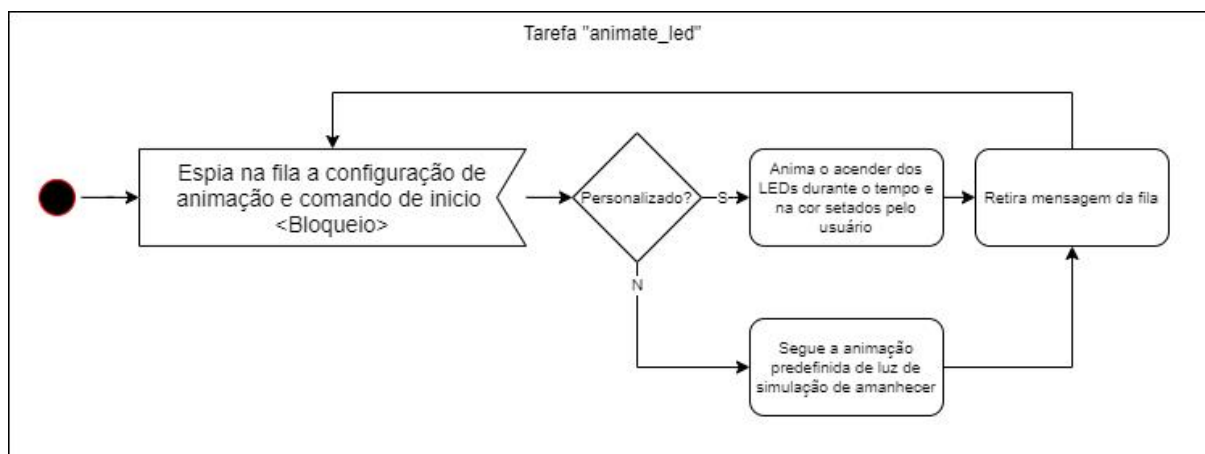 Tarefa "animate_led"
Espia na fila a configuração de
animação e comando de inicio
<Bloqueio>
Personalizado?
S
Anima o acender dos
LEDs durante o tempo e
na cor setados pelo
usuário
Retira mensagem da fila
N
Segue a animação
predefinida de luz de
simulação de amanhecer